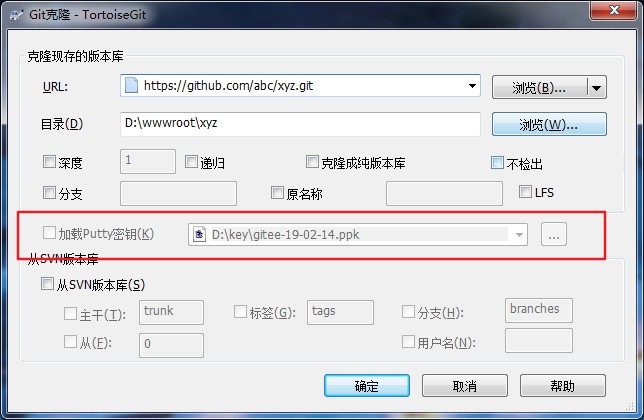 Git克隆 - TortoiseGit
克隆现存的版本库
URL: https://github.com/abc/xyz.git 浏览(B)...
目录(D) D:\wwwroot\xyz 浏览(W)...
深度 1 递归 克隆成纯版本库 不检出
分支 原名称 LFS
加载Putty密钥(K) D:\key\gitee-19-02-14.ppk ...
从SVN版本库
从SVN版本库(S)
主干(T): trunk 标签(G): tags 分支(H): branches
从(F): 0 用户名(N):
确定 取消 帮助